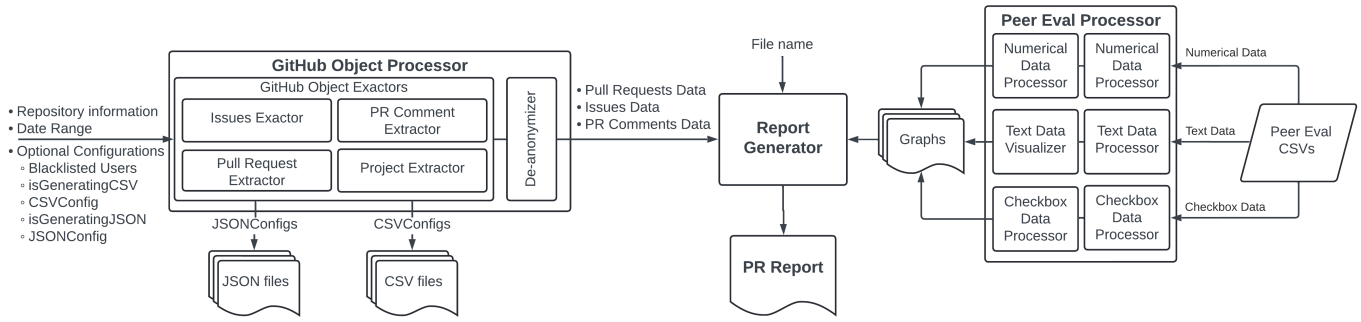 • Repository information
• Date Range
• Optional Configurations
◦ Blacklisted Users
◦ isGeneratingCSV
◦ CSVConfig
◦ isGeneratingJSON
◦ JSONConfig
GitHub Object Processor
GitHub Object Exactors
Issues Exactor
PR Comment
Extractor
Pull Request
Extractor
Project Extractor
De-anonymizer
JSONConfigs
CSVConfigs
JSON files
CSV files
• Pull Requests Data
• Issues Data
• PR Comments Data
File name
Report
Generator
PR Report
Graphs
Peer Eval Processor
Numerical
Data
Processor
Numerical
Data
Processor
Text Data
Visualizer
Text Data
Processor
Checkbox
Data
Processor
Checkbox
Data
Processor
Numerical Data
Text Data
Checkbox Data
Peer Eval
CSVs